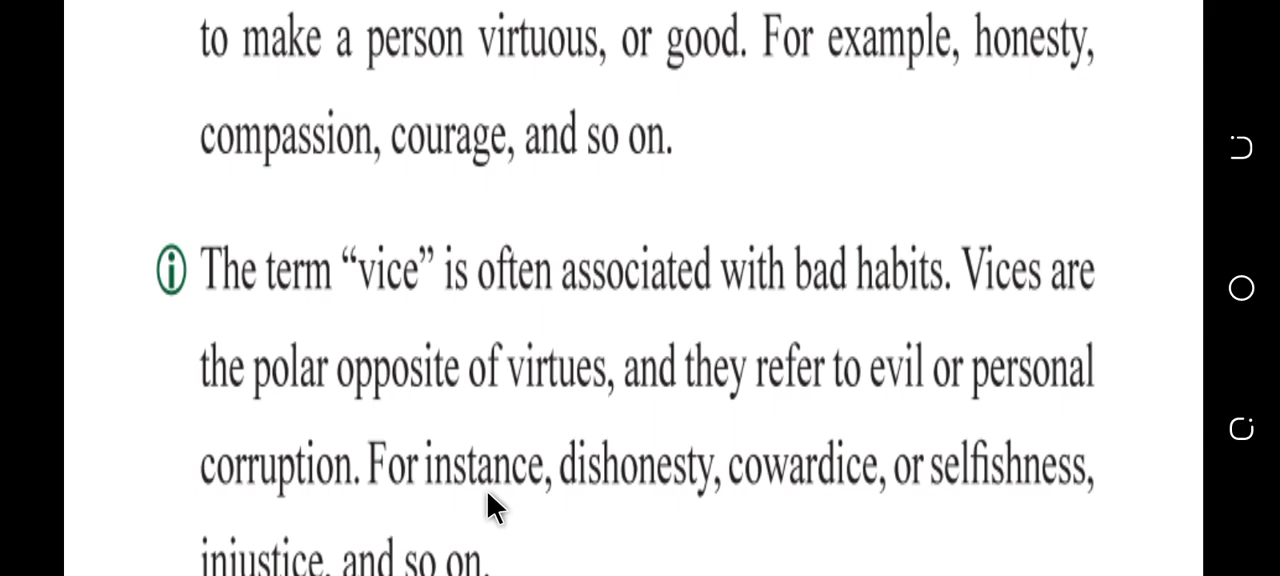 to make a person virtuous, or good. For example, honesty,
compassion, courage, and so on.
The term “vice” is often associated with bad habits. Vices are
the polar opposite of virtues, and they refer to evil or personal
corruption. For instance, dishonesty, cowardice, or selfishness,
injustice, and so on.